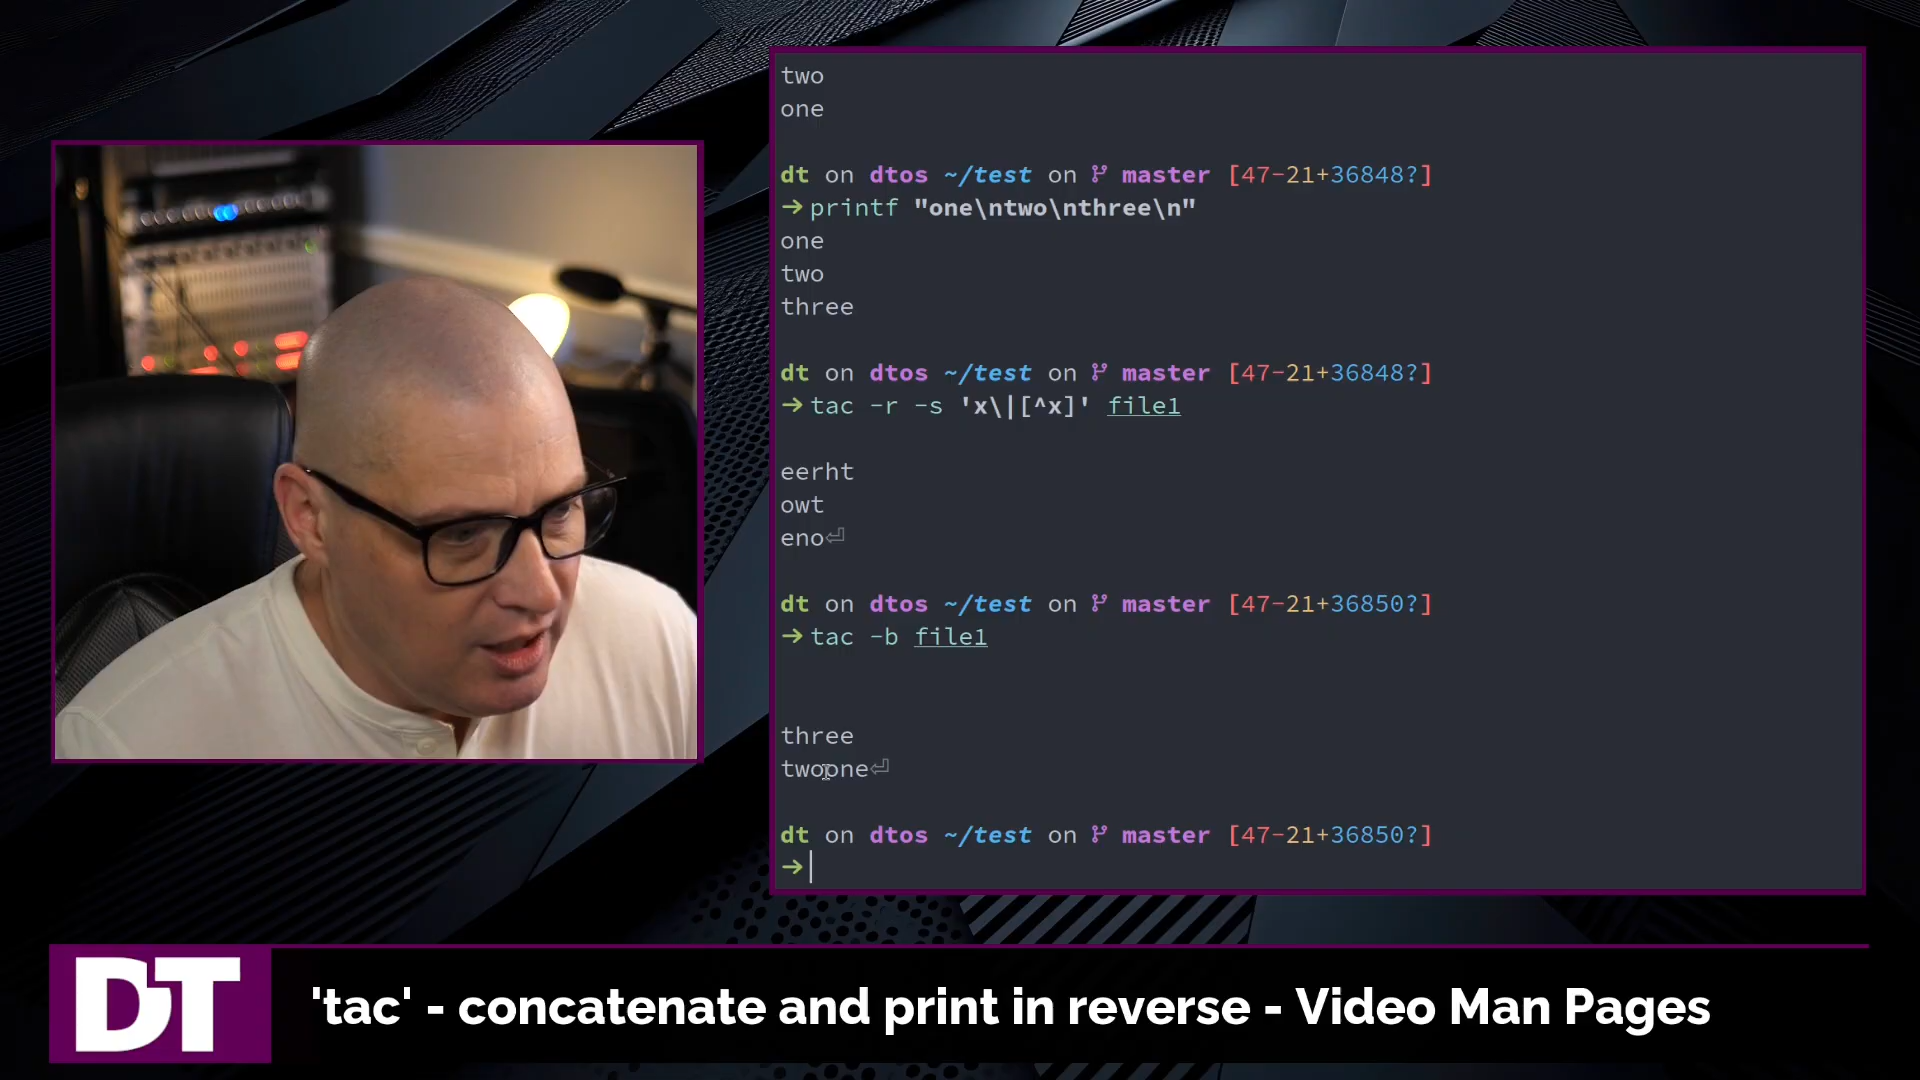 two
one
dt on dtos ~/test on master [47-21+36848?]
→ printf "one\ntwo\nthree\n"
one
two
three
dt on dtos ~/test on master [47-21+36848?]
→ tac -r -s 'x\|[^x]' file1
eerht
owt
eno⏎
dt on dtos ~/test on master [47-21+36850?]
→ tac -b file1
three
twoone⏎
dt on dtos ~/test on master [47-21+36850?]
→
DT
'tac' - concatenate and print in reverse - Video Man Pages